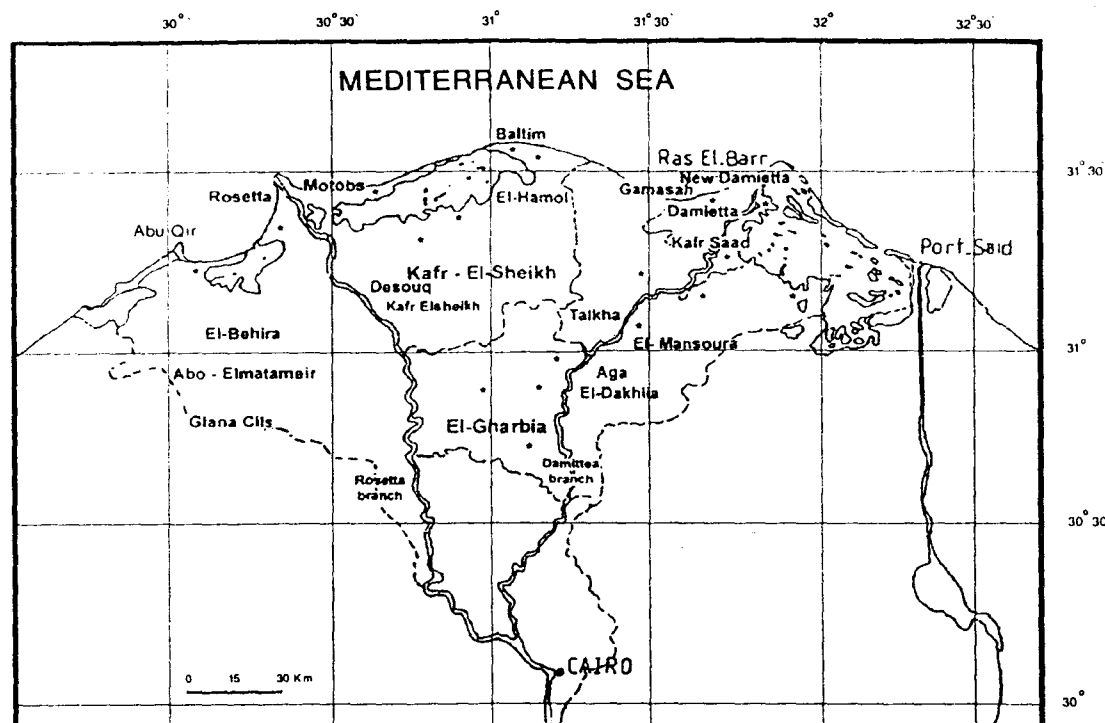 30° 30° 30' 31° 31° 30' 32° 32° 30'
MEDITERRANEAN SEA
Baltim
Ras El.Barr
31° 30'
New Damietta
Motobs
Gamasah
Rosetta
El-Hamol
Damietta
Abu Qir
Kafr Saad
Port Said
Kafr - El-Sheikh
Desouq
Kafr Elsheikh
Talkha
El-Behira
El-Mansoura
31°
Abo - Elmatameir
Aga
El-Dakhlia
Glana Clis
El-Gharbia
Damittea
branch
Rosetta
branch
30° 30'
CAIRO
0 15 30 Km
30°